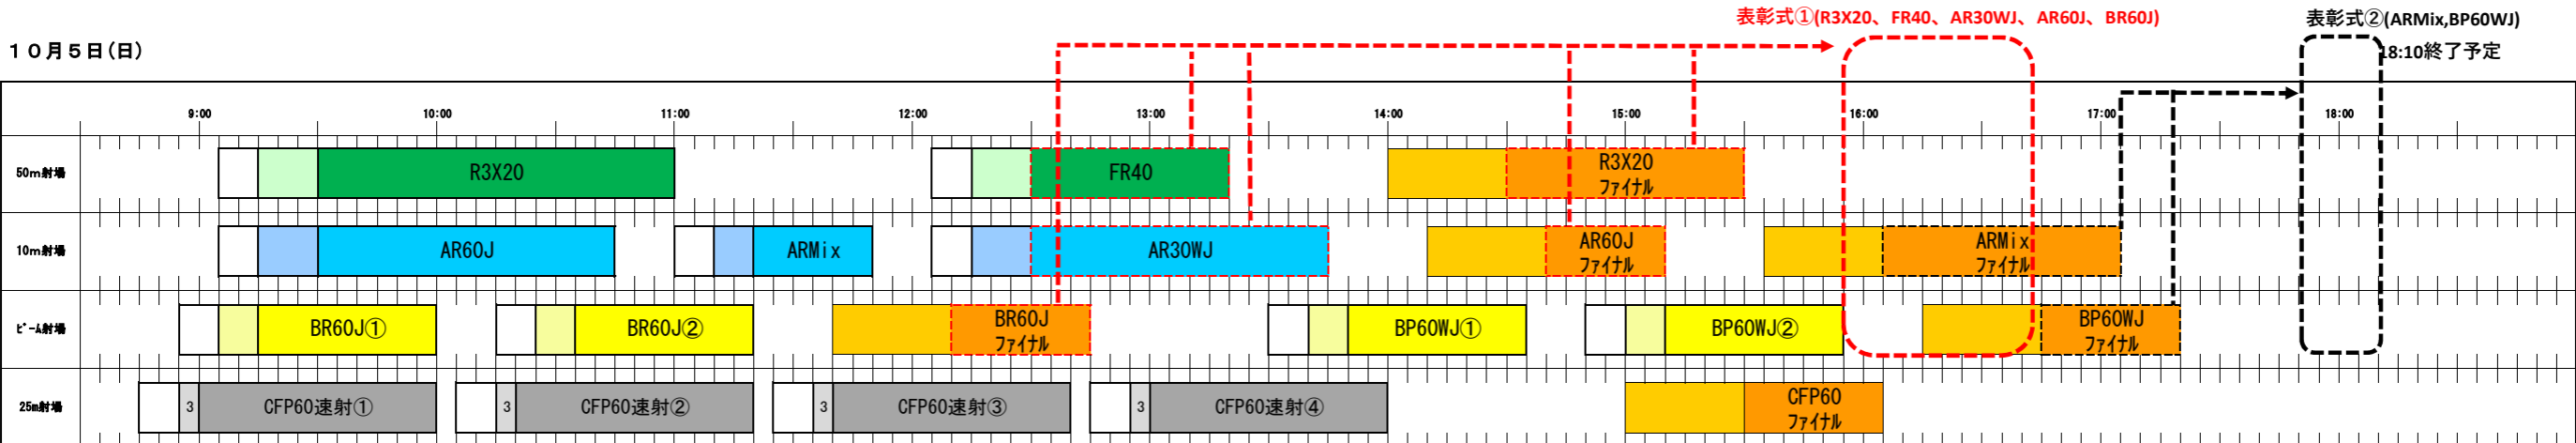 表彰式①(R3X20、FR40、AR30WJ、AR60J、BR60J)
表彰式②(ARMix,BP60WJ)
１０月５日(日)
18:10終了予定
9:00 10:00 11:00 12:00 13:00 14:00 15:00 16:00 17:00 18:00
50m射場
R3X20
FR40
R3X20
ﾌｧｲﾅﾙ
10m射場
AR60J
ARMix
AR30WJ
AR60J
ﾌｧｲﾅﾙ
ARMix
ﾌｧｲﾅﾙ
ﾋﾞｰﾑ射場
BR60J①
BR60J②
BR60J
ﾌｧｲﾅﾙ
BP60WJ①
BP60WJ②
BP60WJ
ﾌｧｲﾅﾙ
25m射場
3
CFP60速射①
3
CFP60速射②
3
CFP60速射③
3
CFP60速射④
CFP60
ﾌｧｲﾅﾙ